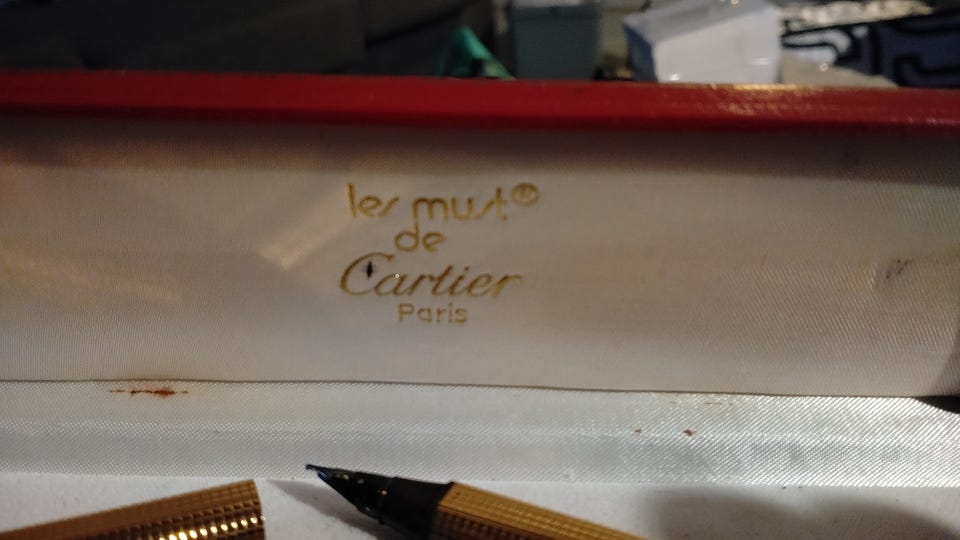 les must®
de
Cartier
Paris